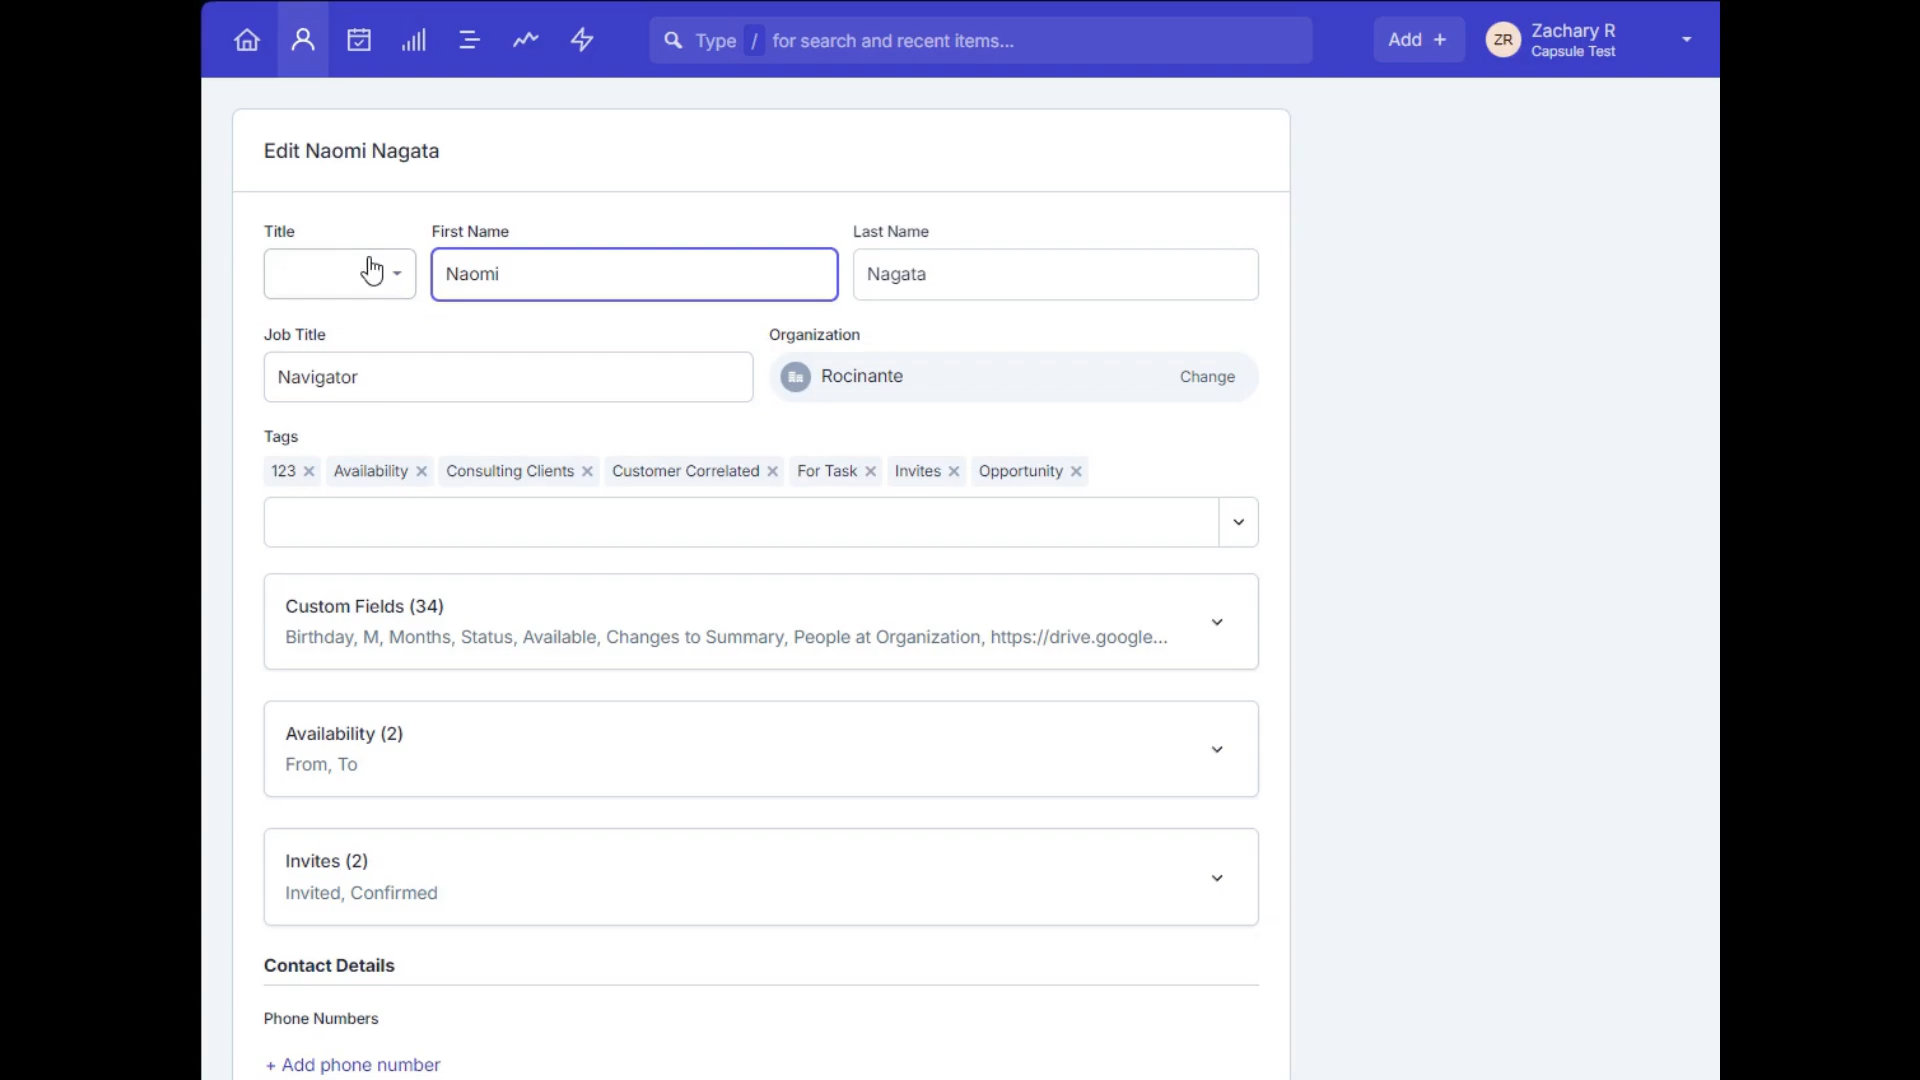 Type / for search and recent items...
Add +
ZR
Zachary R
Capsule Test
Edit Naomi Nagata
Title
First Name
Last Name
Naomi
Nagata
Job Title
Organization
Navigator
Rocinante
Change
Tags
123 × Availability × Consulting Clients × Customer Correlated × For Task × Invites × Opportunity ×
Custom Fields (34)
Birthday, M, Months, Status, Available, Changes to Summary, People at Organization, https://drive.google...
Availability (2)
From, To
Invites (2)
Invited, Confirmed
Contact Details
Phone Numbers
+ Add phone number